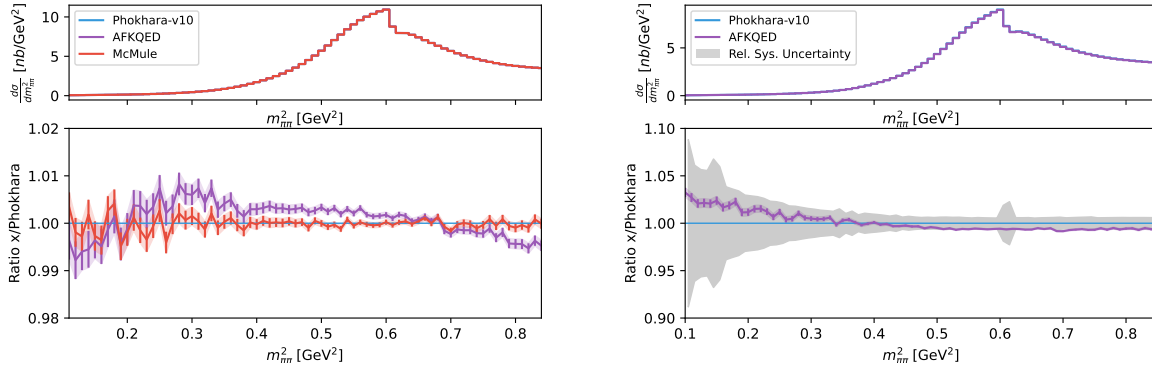 10
5
0
dσ/dm²ππ [nb/GeV²]
Phokhara-v10
AFKQED
McMule
m²ππ [GeV²]
1.02
1.01
1.00
0.99
0.98
Ratio x/Phokhara
0.2 0.3 0.4 0.5 0.6 0.7 0.8
m²ππ [GeV²]
5
0
dσ/dm²ππ [nb/GeV²]
Phokhara-v10
AFKQED
Rel. Sys. Uncertainty
m²ππ [GeV²]
1.10
1.05
1.00
0.95
0.90
Ratio x/Phokhara
0.1 0.2 0.3 0.4 0.5 0.6 0.7 0.8
m²ππ [GeV²]